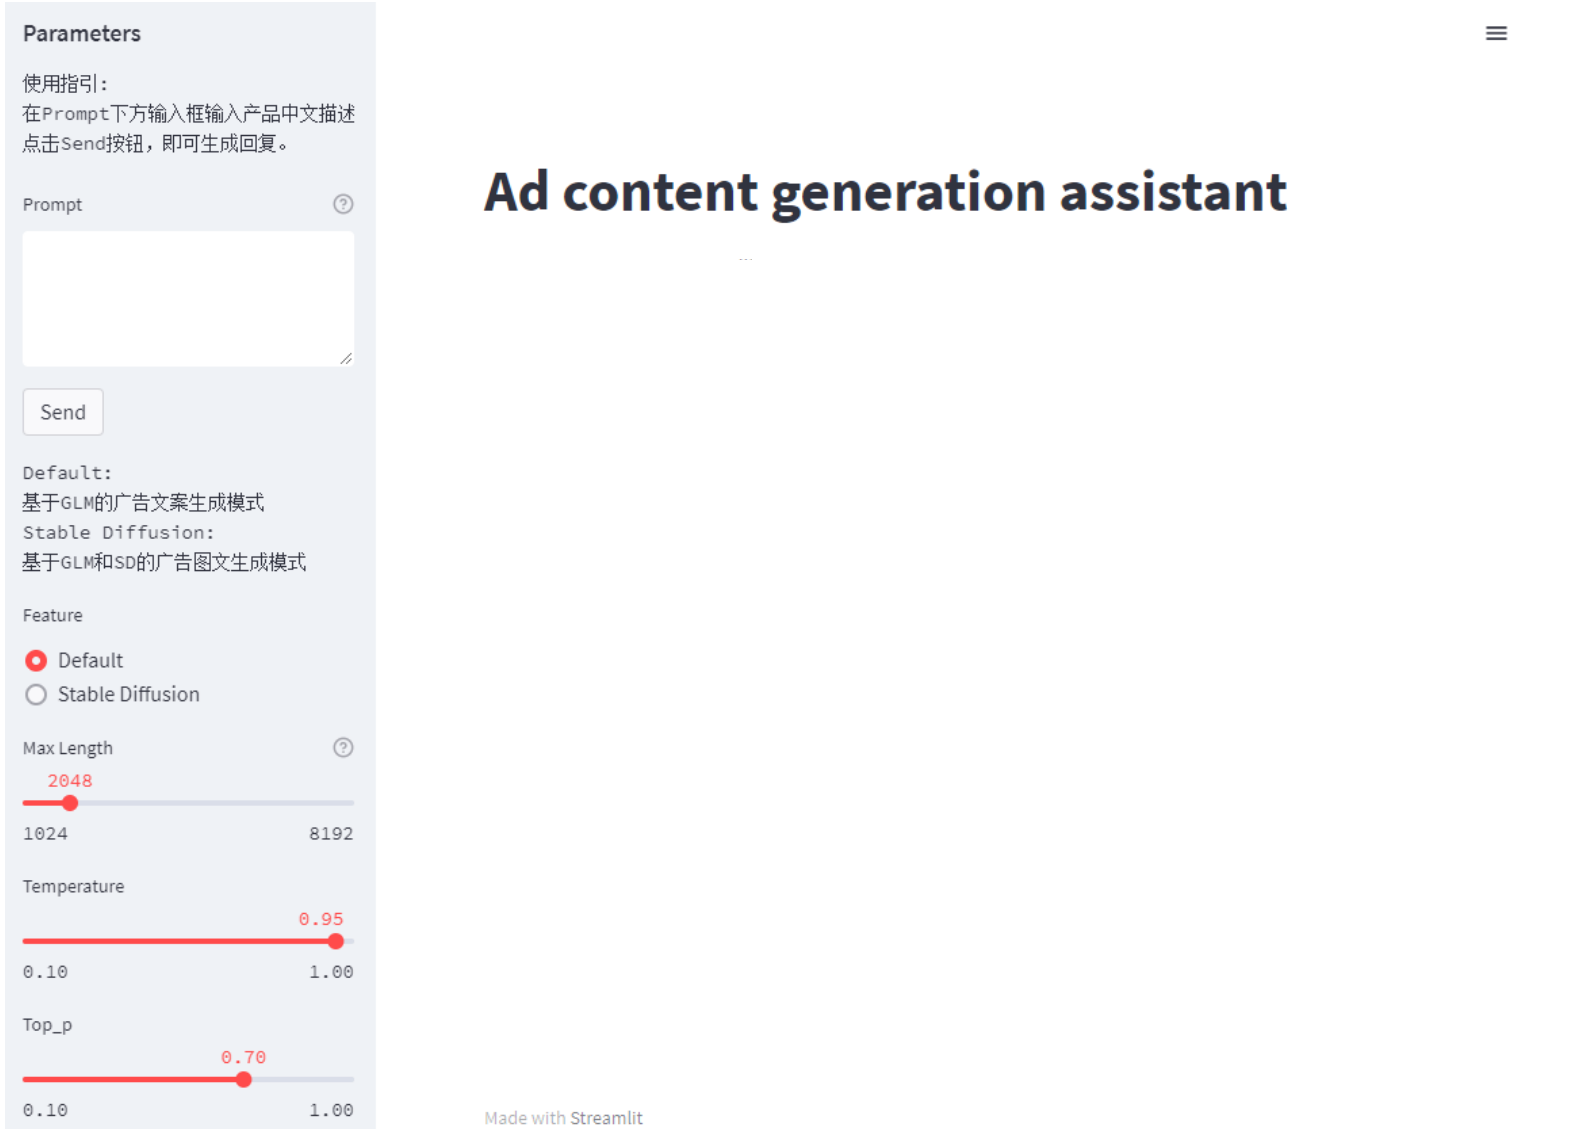 Parameters
使用指引:
在Prompt下方输入框输入产品中文描述
点击Send按钮，即可生成回复。
Prompt
Send
Default:
基于GLM的广告文案生成模式
Stable Diffusion:
基于GLM和SD的广告图文生成模式
Feature
Default
Stable Diffusion
Max Length
2048
1024 8192
Temperature
0.95
0.10 1.00
Top_p
0.70
0.10 1.00
Ad content generation assistant
...
Made with Streamlit